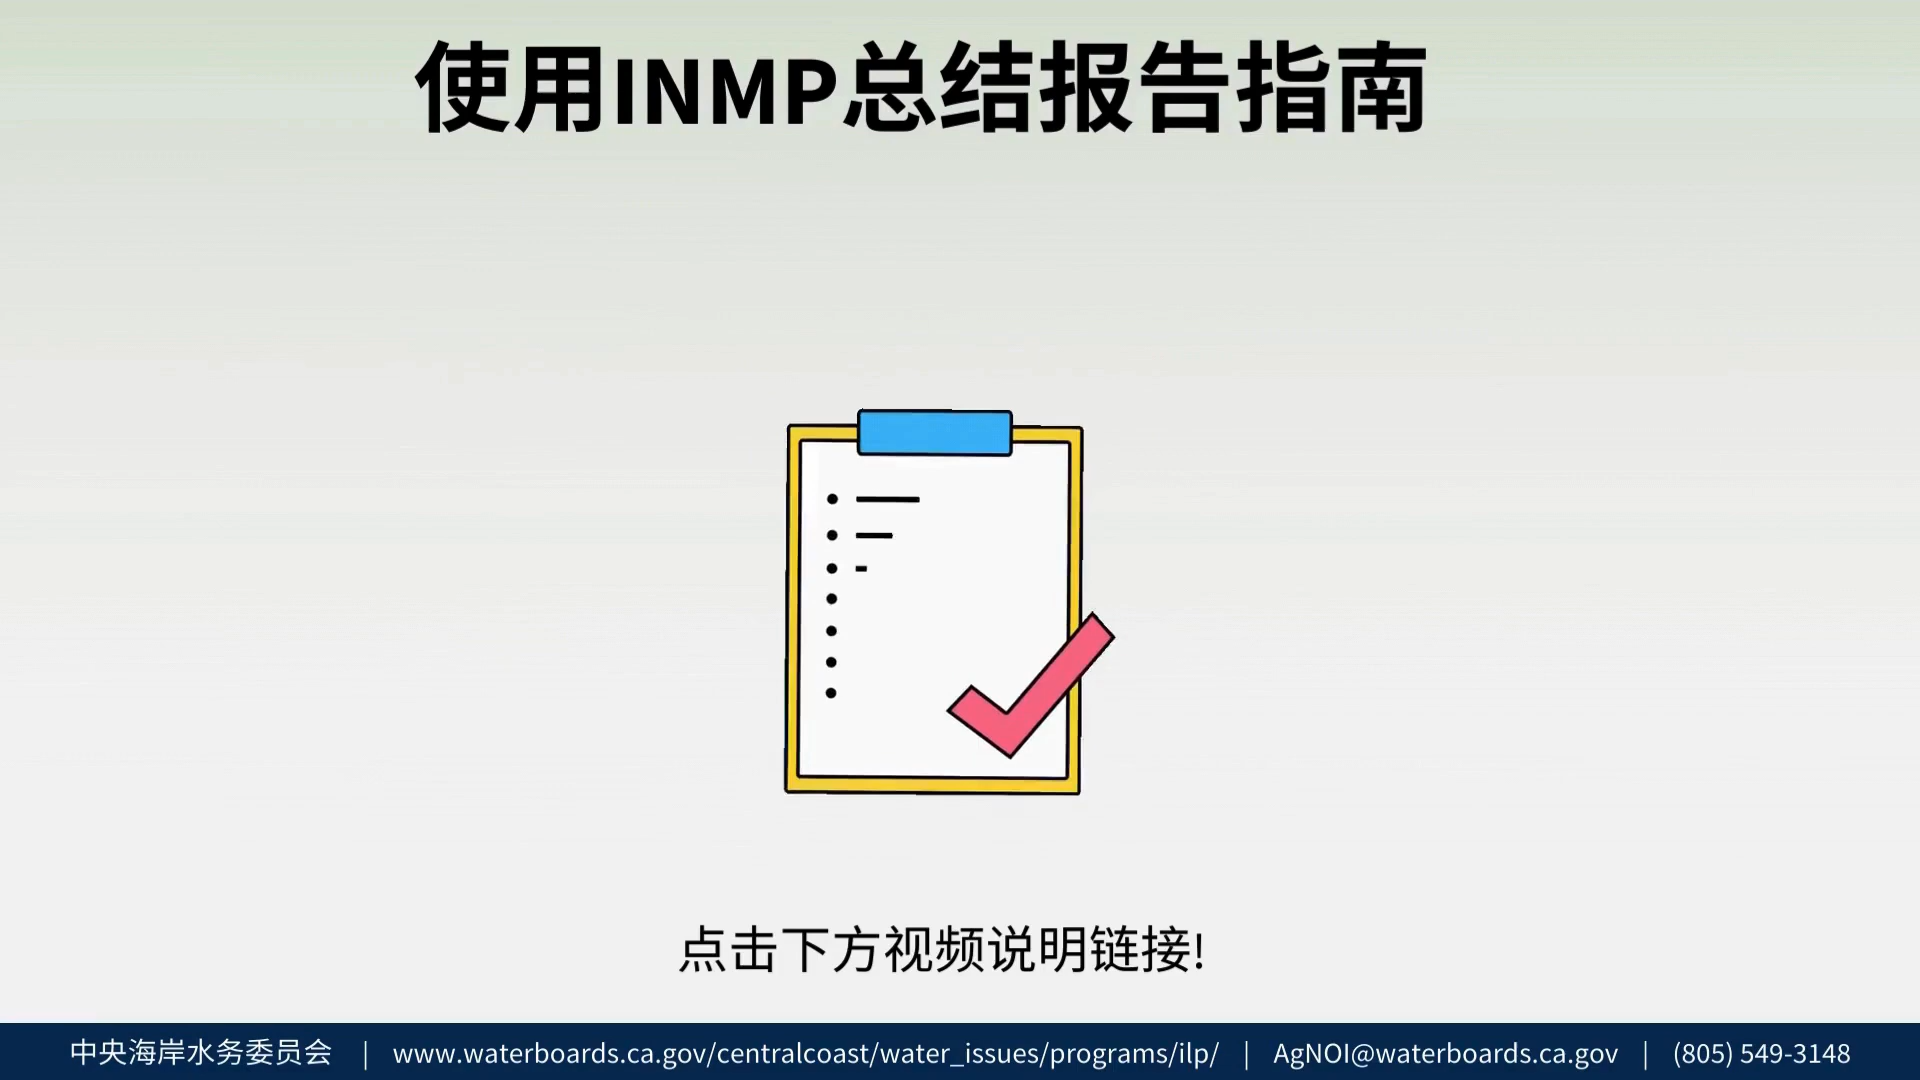 使用INMP总结报告指南
点击下方视频说明链接!
中央海岸水务委员会 | www.waterboards.ca.gov/centralcoast/water_issues/programs/ilp/ | AgNOI@waterboards.ca.gov | (805) 549-3148